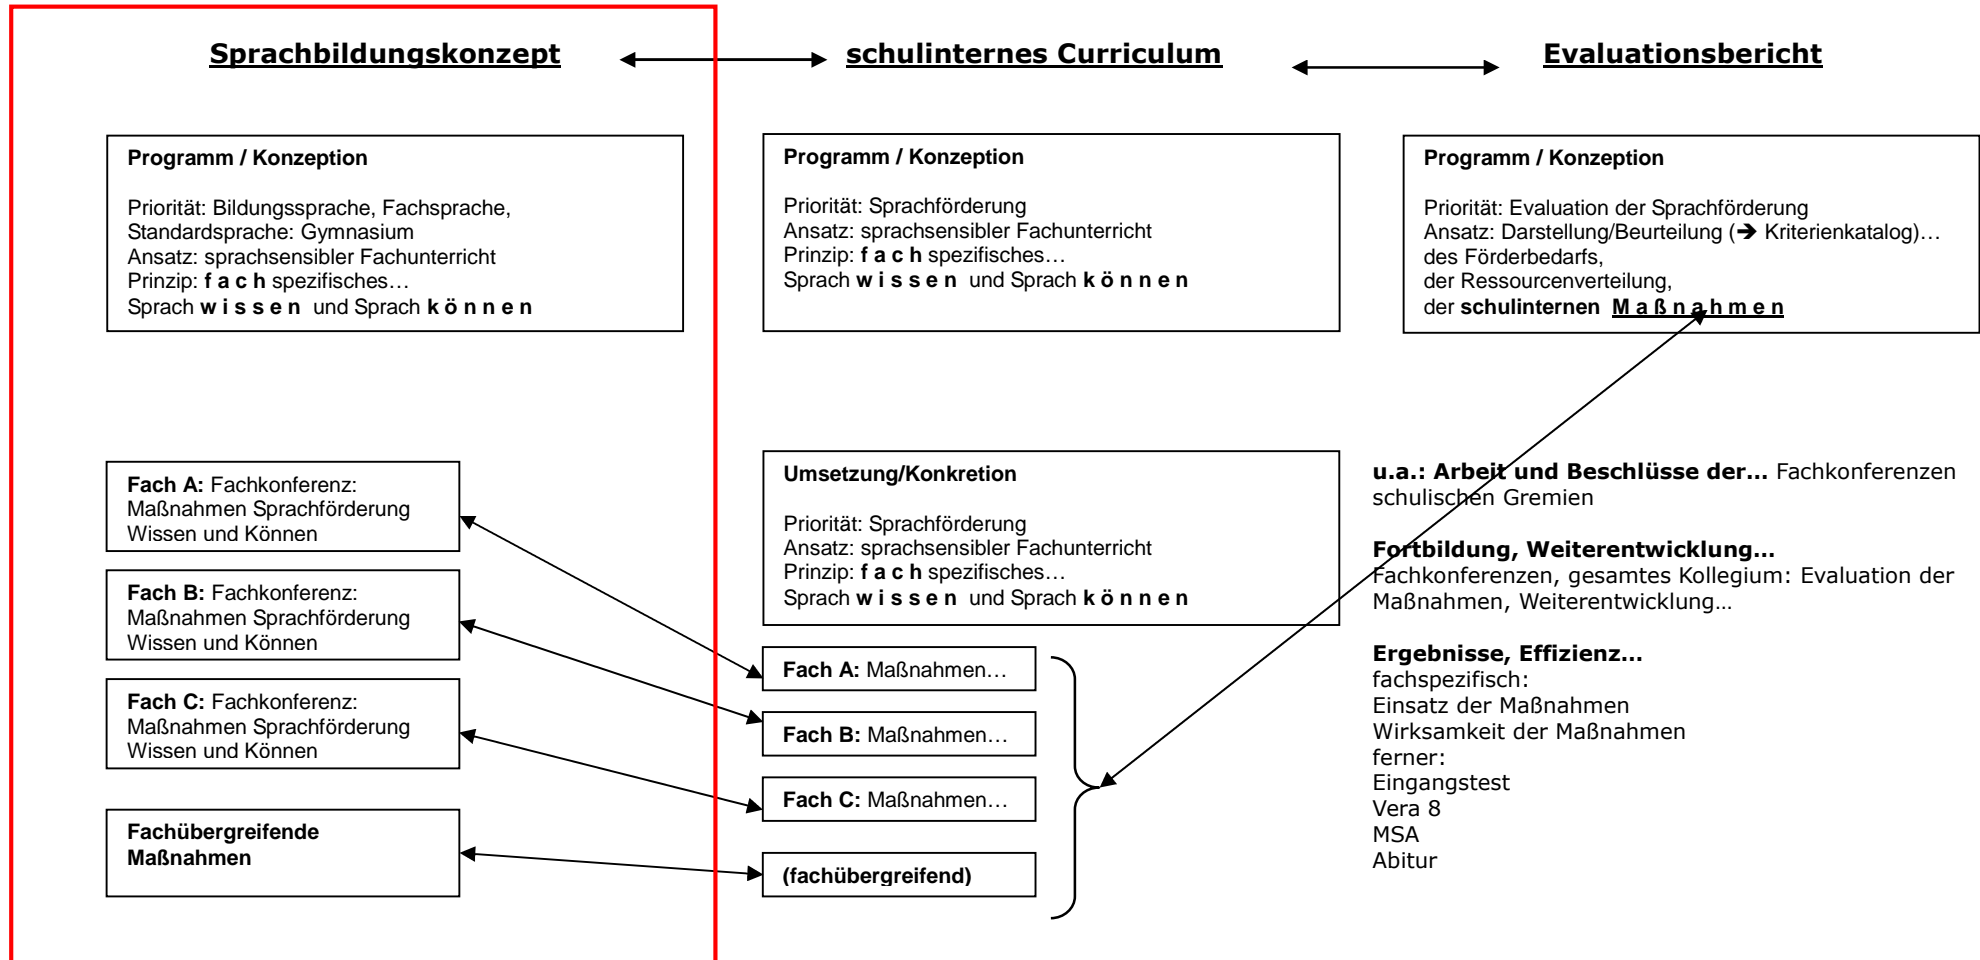 Sprachbildungskonzept
schulinternes Curriculum
Evaluationsbericht
Programm / Konzeption
Priorität: Bildungssprache, Fachsprache,
Standardsprache: Gymnasium
Ansatz: sprachsensibler Fachunterricht
Prinzip: f a c h spezifisches…
Sprach w i s s e n und Sprach k ö n n e n
Programm / Konzeption
Priorität: Sprachförderung
Ansatz: sprachsensibler Fachunterricht
Prinzip: f a c h spezifisches…
Sprach w i s s e n und Sprach k ö n n e n
Programm / Konzeption
Priorität: Evaluation der Sprachförderung
Ansatz: Darstellung/Beurteilung (➔ Kriterienkatalog)…
des Förderbedarfs,
der Ressourcenverteilung,
der schulinternen M a ß n a h m e n
Fach A: Fachkonferenz:
Maßnahmen Sprachförderung
Wissen und Können
Fach B: Fachkonferenz:
Maßnahmen Sprachförderung
Wissen und Können
Fach C: Fachkonferenz:
Maßnahmen Sprachförderung
Wissen und Können
Fachübergreifende
Maßnahmen
Umsetzung/Konkretion
Priorität: Sprachförderung
Ansatz: sprachsensibler Fachunterricht
Prinzip: f a c h spezifisches…
Sprach w i s s e n und Sprach k ö n n e n
Fach A: Maßnahmen…
Fach B: Maßnahmen…
Fach C: Maßnahmen…
(fachübergreifend)
u.a.: Arbeit und Beschlüsse der… Fachkonferenzen
schulischen Gremien
Fortbildung, Weiterentwicklung…
Fachkonferenzen, gesamtes Kollegium: Evaluation der
Maßnahmen, Weiterentwicklung…
Ergebnisse, Effizienz…
fachspezifisch:
Einsatz der Maßnahmen
Wirksamkeit der Maßnahmen
ferner:
Eingangstest
Vera 8
MSA
Abitur